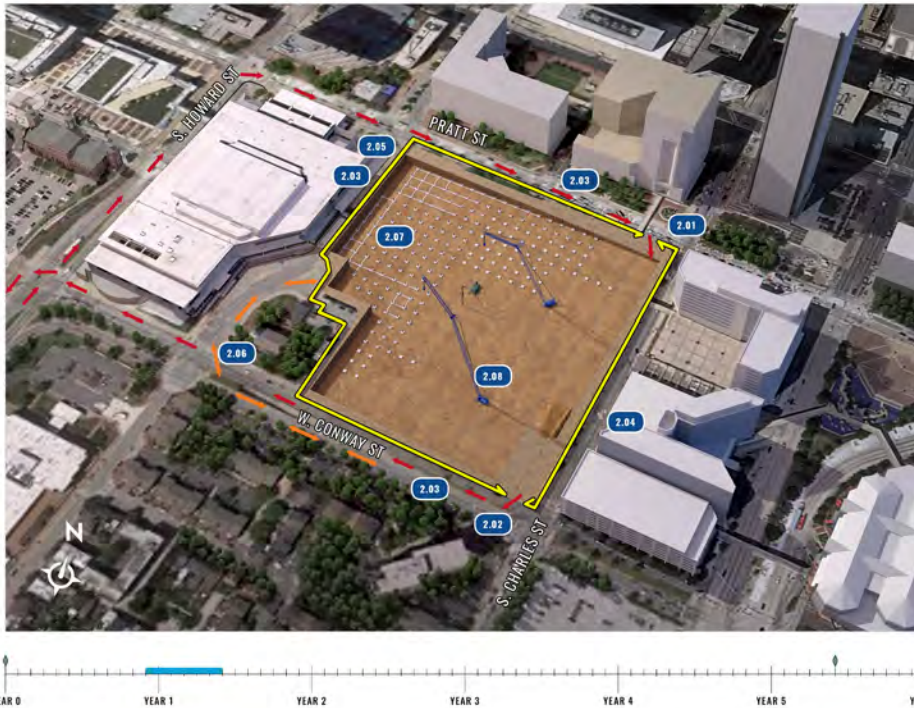 S. HOWARD ST
PRATT ST
2.05
2.03
2.03
2.01
2.07
2.06
2.08
2.04
W. CONWAY ST
2.03
2.02
S. CHARLES ST
N
YEAR 0
YEAR 1
YEAR 2
YEAR 3
YEAR 4
YEAR 5